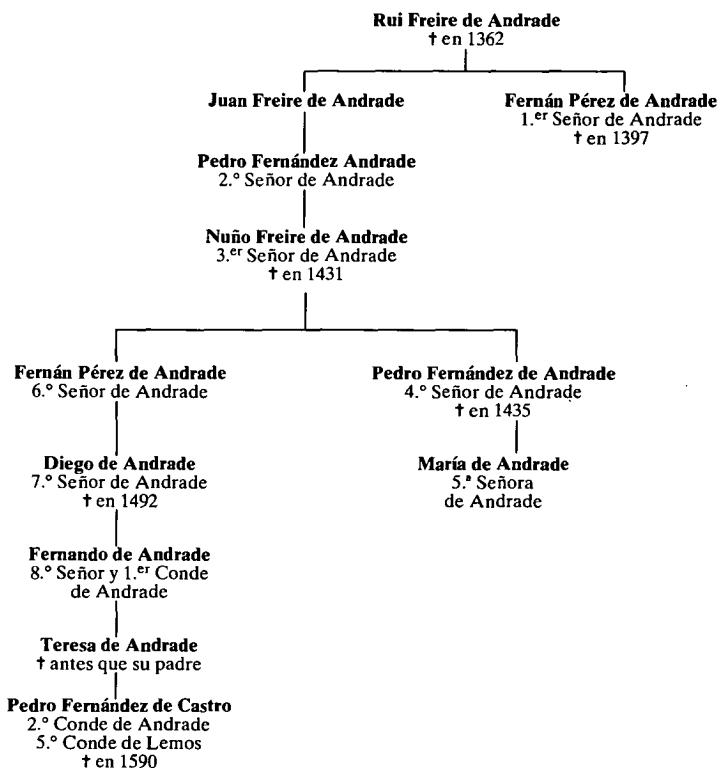 Rui Freire de Andrade
† en 1362
Juan Freire de Andrade
Fernán Pérez de Andrade
1.er Señor de Andrade
† en 1397
Pedro Fernández Andrade
2.º Señor de Andrade
Nuño Freire de Andrade
3.er Señor de Andrade
† en 1431
Fernán Pérez de Andrade
6.º Señor de Andrade
Pedro Fernández de Andrade
4.º Señor de Andrade
† en 1435
Diego de Andrade
7.º Señor de Andrade
† en 1492
María de Andrade
5.ª Señora
de Andrade
Fernando de Andrade
8.º Señor y 1.er Conde
de Andrade
Teresa de Andrade
† antes que su padre
Pedro Fernández de Castro
2.º Conde de Andrade
5.º Conde de Lemos
† en 1590